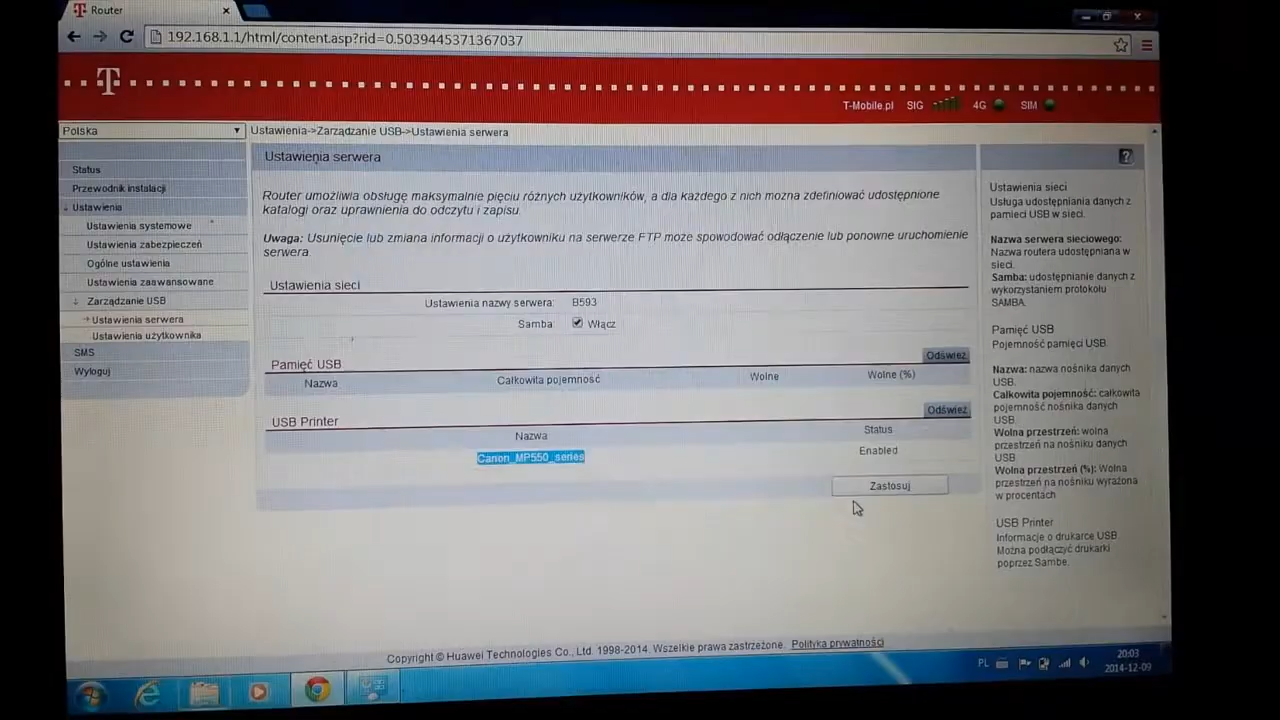 Router
192.168.1.1/html/content.asp?rid=0.5039445371367037
T
T-Mobile.pl SIG 4G SIM
Polska
Ustawienia->Zarządzanie USB->Ustawienia serwera
Status
Przewodnik instalacji
Ustawienia
Ustawienia systemowe
Ustawienia zabezpieczeń
Ogólne ustawienia
Ustawienia zaawansowane
Zarządzanie USB
Ustawienia serwera
Ustawienia użytkownika
SMS
Wyloguj
Ustawienia serwera
Router umożliwia obsługę maksymalnie pięciu różnych użytkowników, a dla każdego z nich można zdefiniować udostępnione
katalogi oraz uprawnienia do odczytu i zapisu.
Uwaga: Usunięcie lub zmiana informacji o użytkowniku na serwerze FTP może spowodować odłączenie lub ponowne uruchomienie
serwera.
Ustawienia sieci
Ustawienia nazwy serwera: B593
Samba: Włącz
Pamięć USB
Odśwież
Nazwa Całkowita pojemność Wolne Wolne (%)
USB Printer
Odśwież
Nazwa Status
Canon_MP550_series Enabled
Zastosuj
?
Ustawienia sieci
Usługa udostępniania danych z
pamięci USB w sieci.
Nazwa serwera sieciowego:
Nazwa routera udostępniana w
sieci.
Samba: udostępnianie danych z
wykorzystaniem protokołu
SAMBA.
Pamięć USB
Pojemność pamięci USB.
Nazwa: nazwa nośnika danych
USB.
Całkowita pojemność: całkowita
pojemność nośnika danych
USB.
Wolna przestrzeń: wolna
przestrzeń na nośniku danych
USB
Wolna przestrzeń (%): Wolna
przestrzeń na nośniku wyrażona
w procentach
USB Printer
Informacje o drukarce USB.
Można podłączyć drukarki
poprzez Sambe.
Copyright © Huawei Technologies Co., Ltd. 1998-2014. Wszelkie prawa zastrzeżone. Polityka prywatności
PL
20:03
2014-12-09